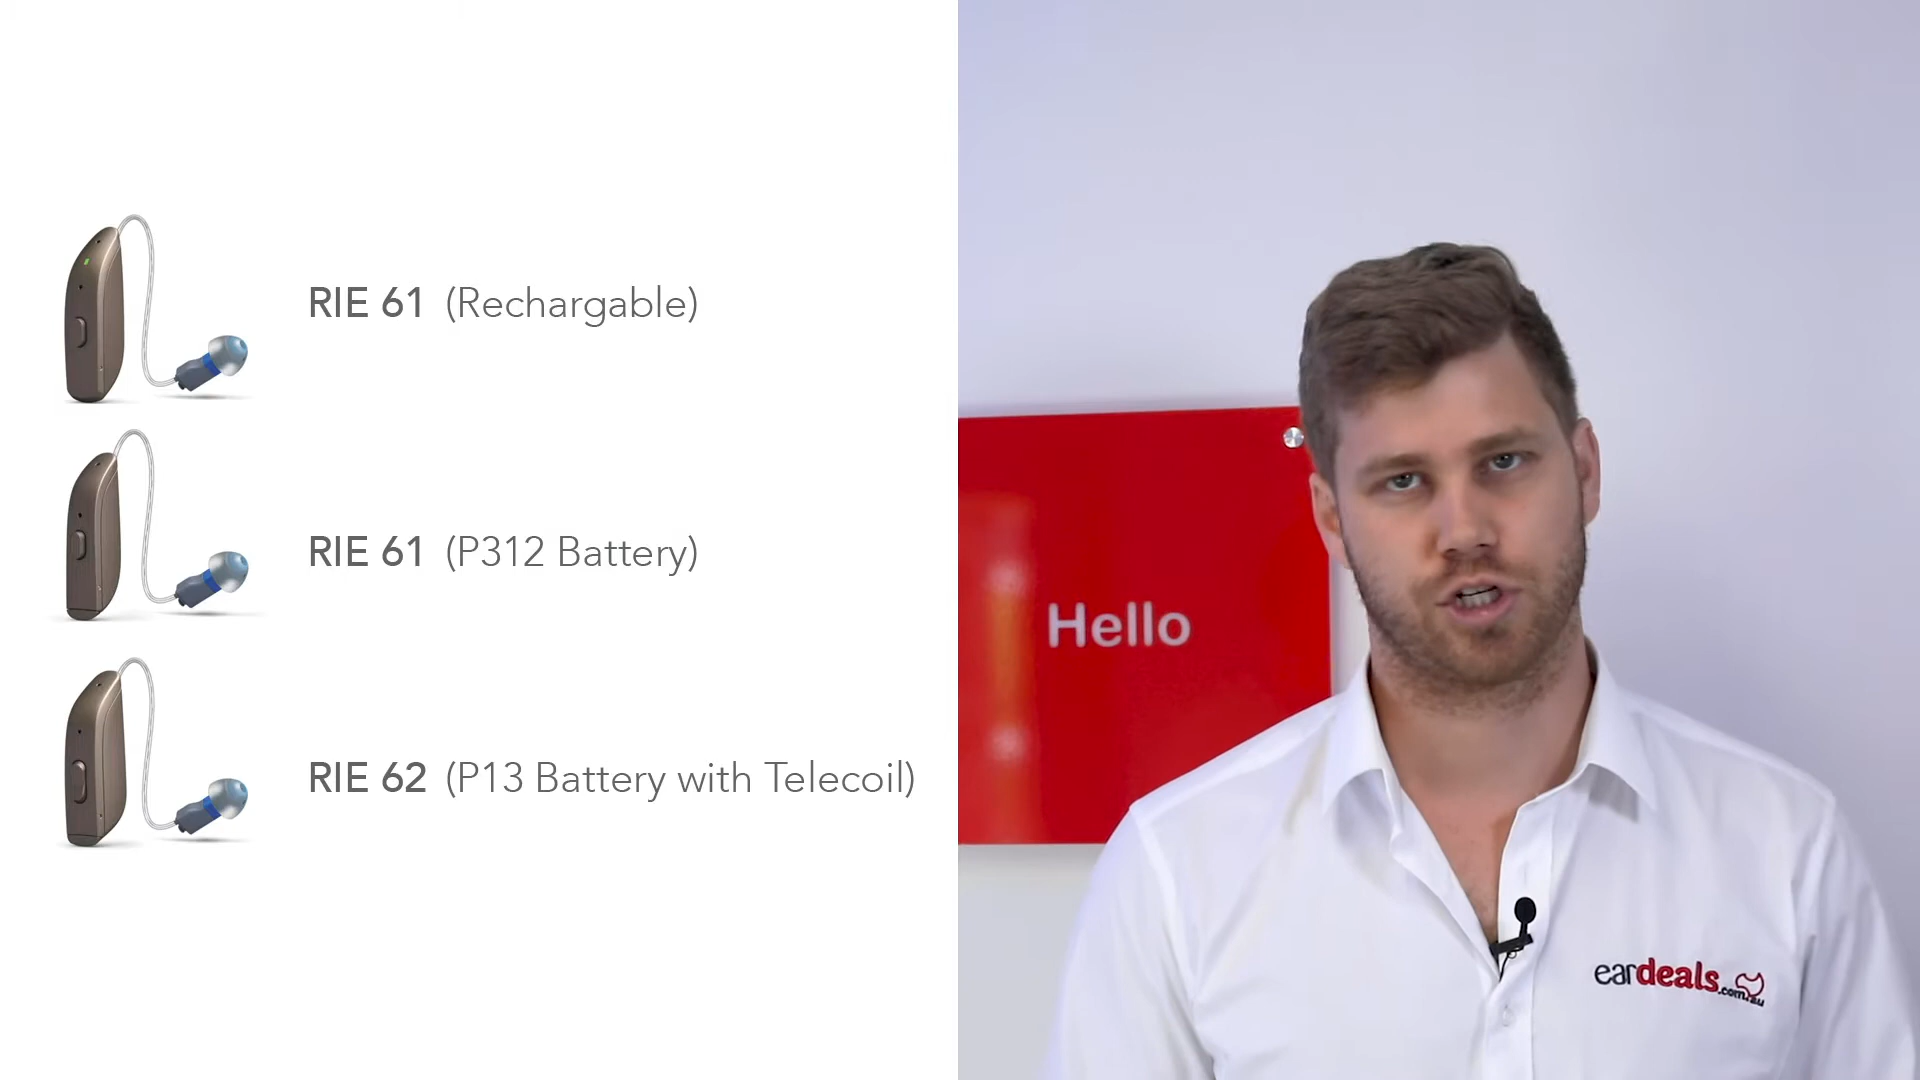 RIE 61 (Rechargable)
RIE 61 (P312 Battery)
RIE 62 (P13 Battery with Telecoil)
Hello
eardeals.com.au